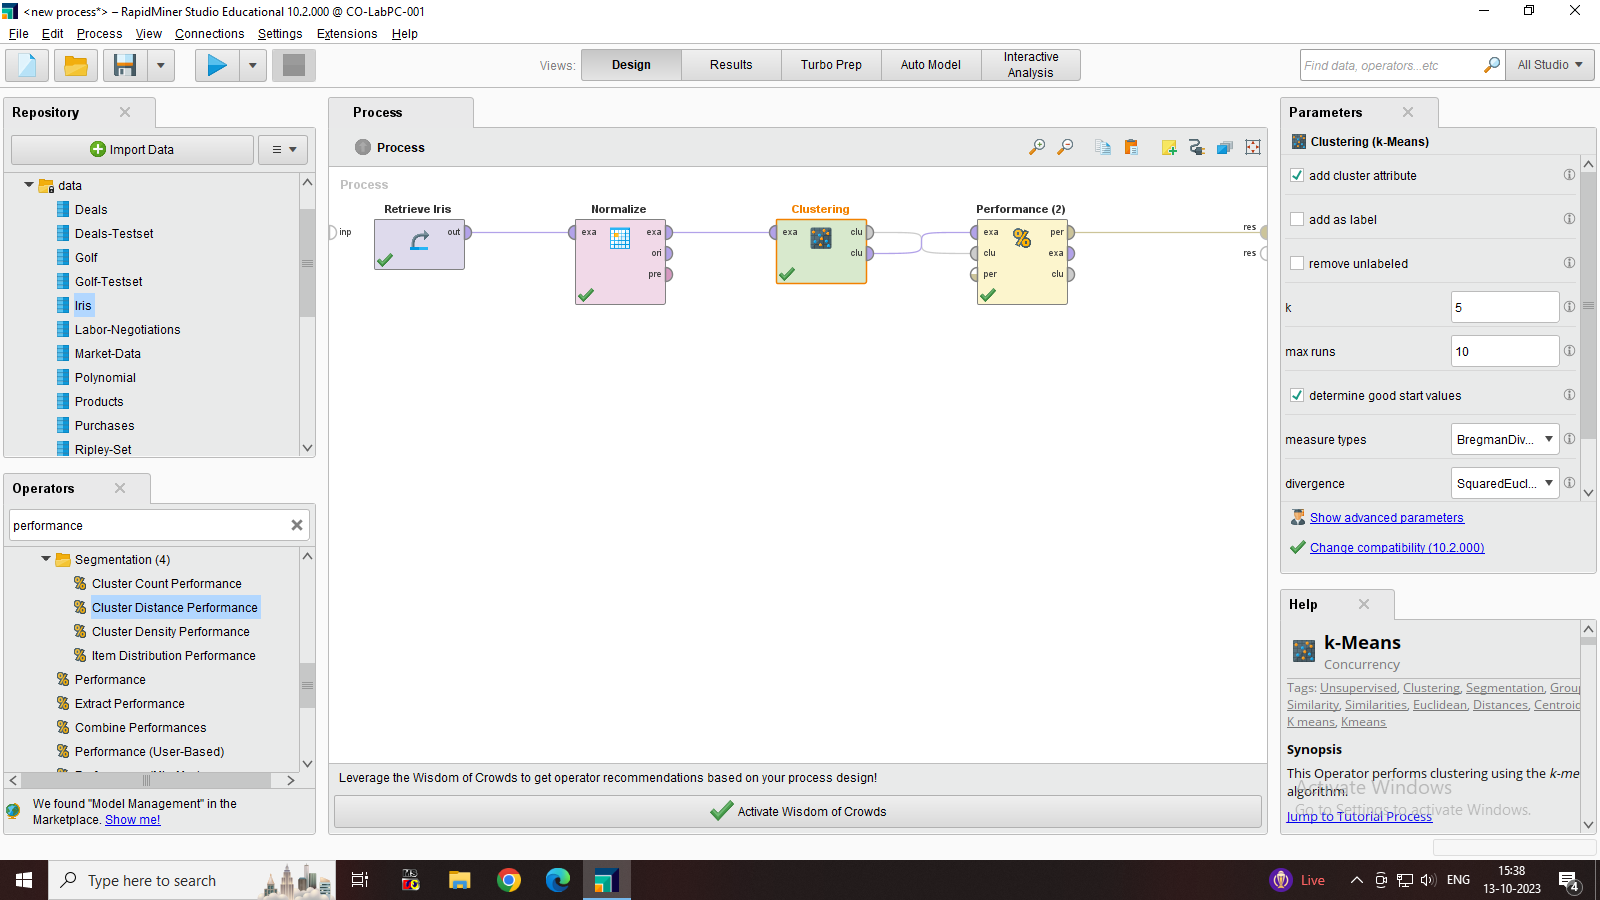 <new process*> – RapidMiner Studio Educational 10.2.000 @ CO-LabPC-001
File Edit Process View Connections Settings Extensions Help
Views: Design Results Turbo Prep Auto Model Interactive Analysis
Find data, operators...etc All Studio
Repository
Import Data
data
Deals
Deals-Testset
Golf
Golf-Testset
Iris
Labor-Negotiations
Market-Data
Polynomial
Products
Purchases
Ripley-Set
Operators
performance
Segmentation (4)
Cluster Count Performance
Cluster Distance Performance
Cluster Density Performance
Item Distribution Performance
Performance
Extract Performance
Combine Performances
Performance (User-Based)
We found "Model Management" in the
Marketplace. Show me!
Process
Process
Process
inp
Retrieve Iris
out
Normalize
exa exa
ori
pre
Clustering
exa clu
clu
Performance (2)
exa per
clu exa
per clu
res
res
Leverage the Wisdom of Crowds to get operator recommendations based on your process design!
Activate Wisdom of Crowds
Parameters
Clustering (k-Means)
add cluster attribute
add as label
remove unlabeled
k 5
max runs 10
determine good start values
measure types BregmanDiv...
divergence SquaredEucl...
Show advanced parameters
Change compatibility (10.2.000)
Help
k-Means
Concurrency
Tags: Unsupervised, Clustering, Segmentation, Group
Similarity, Similarities, Euclidean, Distances, Centroid
K means, Kmeans
Synopsis
This Operator performs clustering using the k-me
algorithm.
Jump to Tutorial Process
Activate Windows
Go to Settings to activate Windows.
Type here to search
Live
ENG
15:38
13-10-2023
4